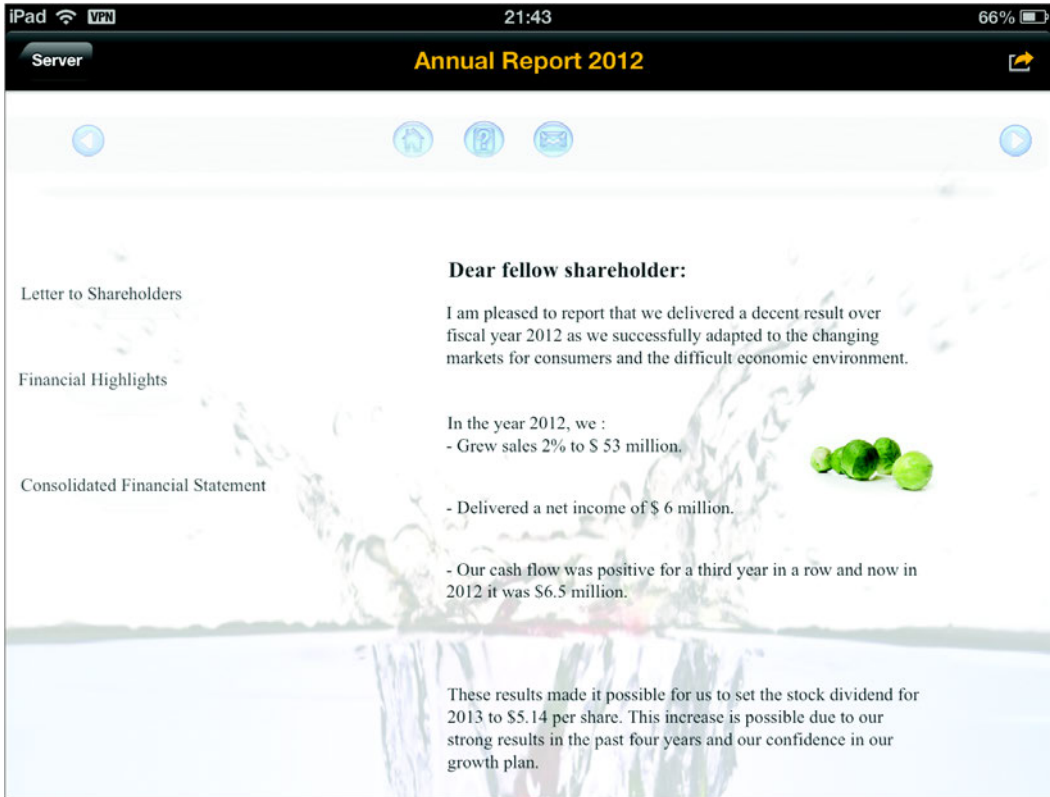 iPad VPN 21:43 66%
Server Annual Report 2012
Letter to Shareholders
Financial Highlights
Consolidated Financial Statement
Dear fellow shareholder:
I am pleased to report that we delivered a decent result over
fiscal year 2012 as we successfully adapted to the changing
markets for consumers and the difficult economic environment.
In the year 2012, we :
- Grew sales 2% to $ 53 million.
- Delivered a net income of $ 6 million.
- Our cash flow was positive for a third year in a row and now in
2012 it was $6.5 million.
These results made it possible for us to set the stock dividend for
2013 to $5.14 per share. This increase is possible due to our
strong results in the past four years and our confidence in our
growth plan.